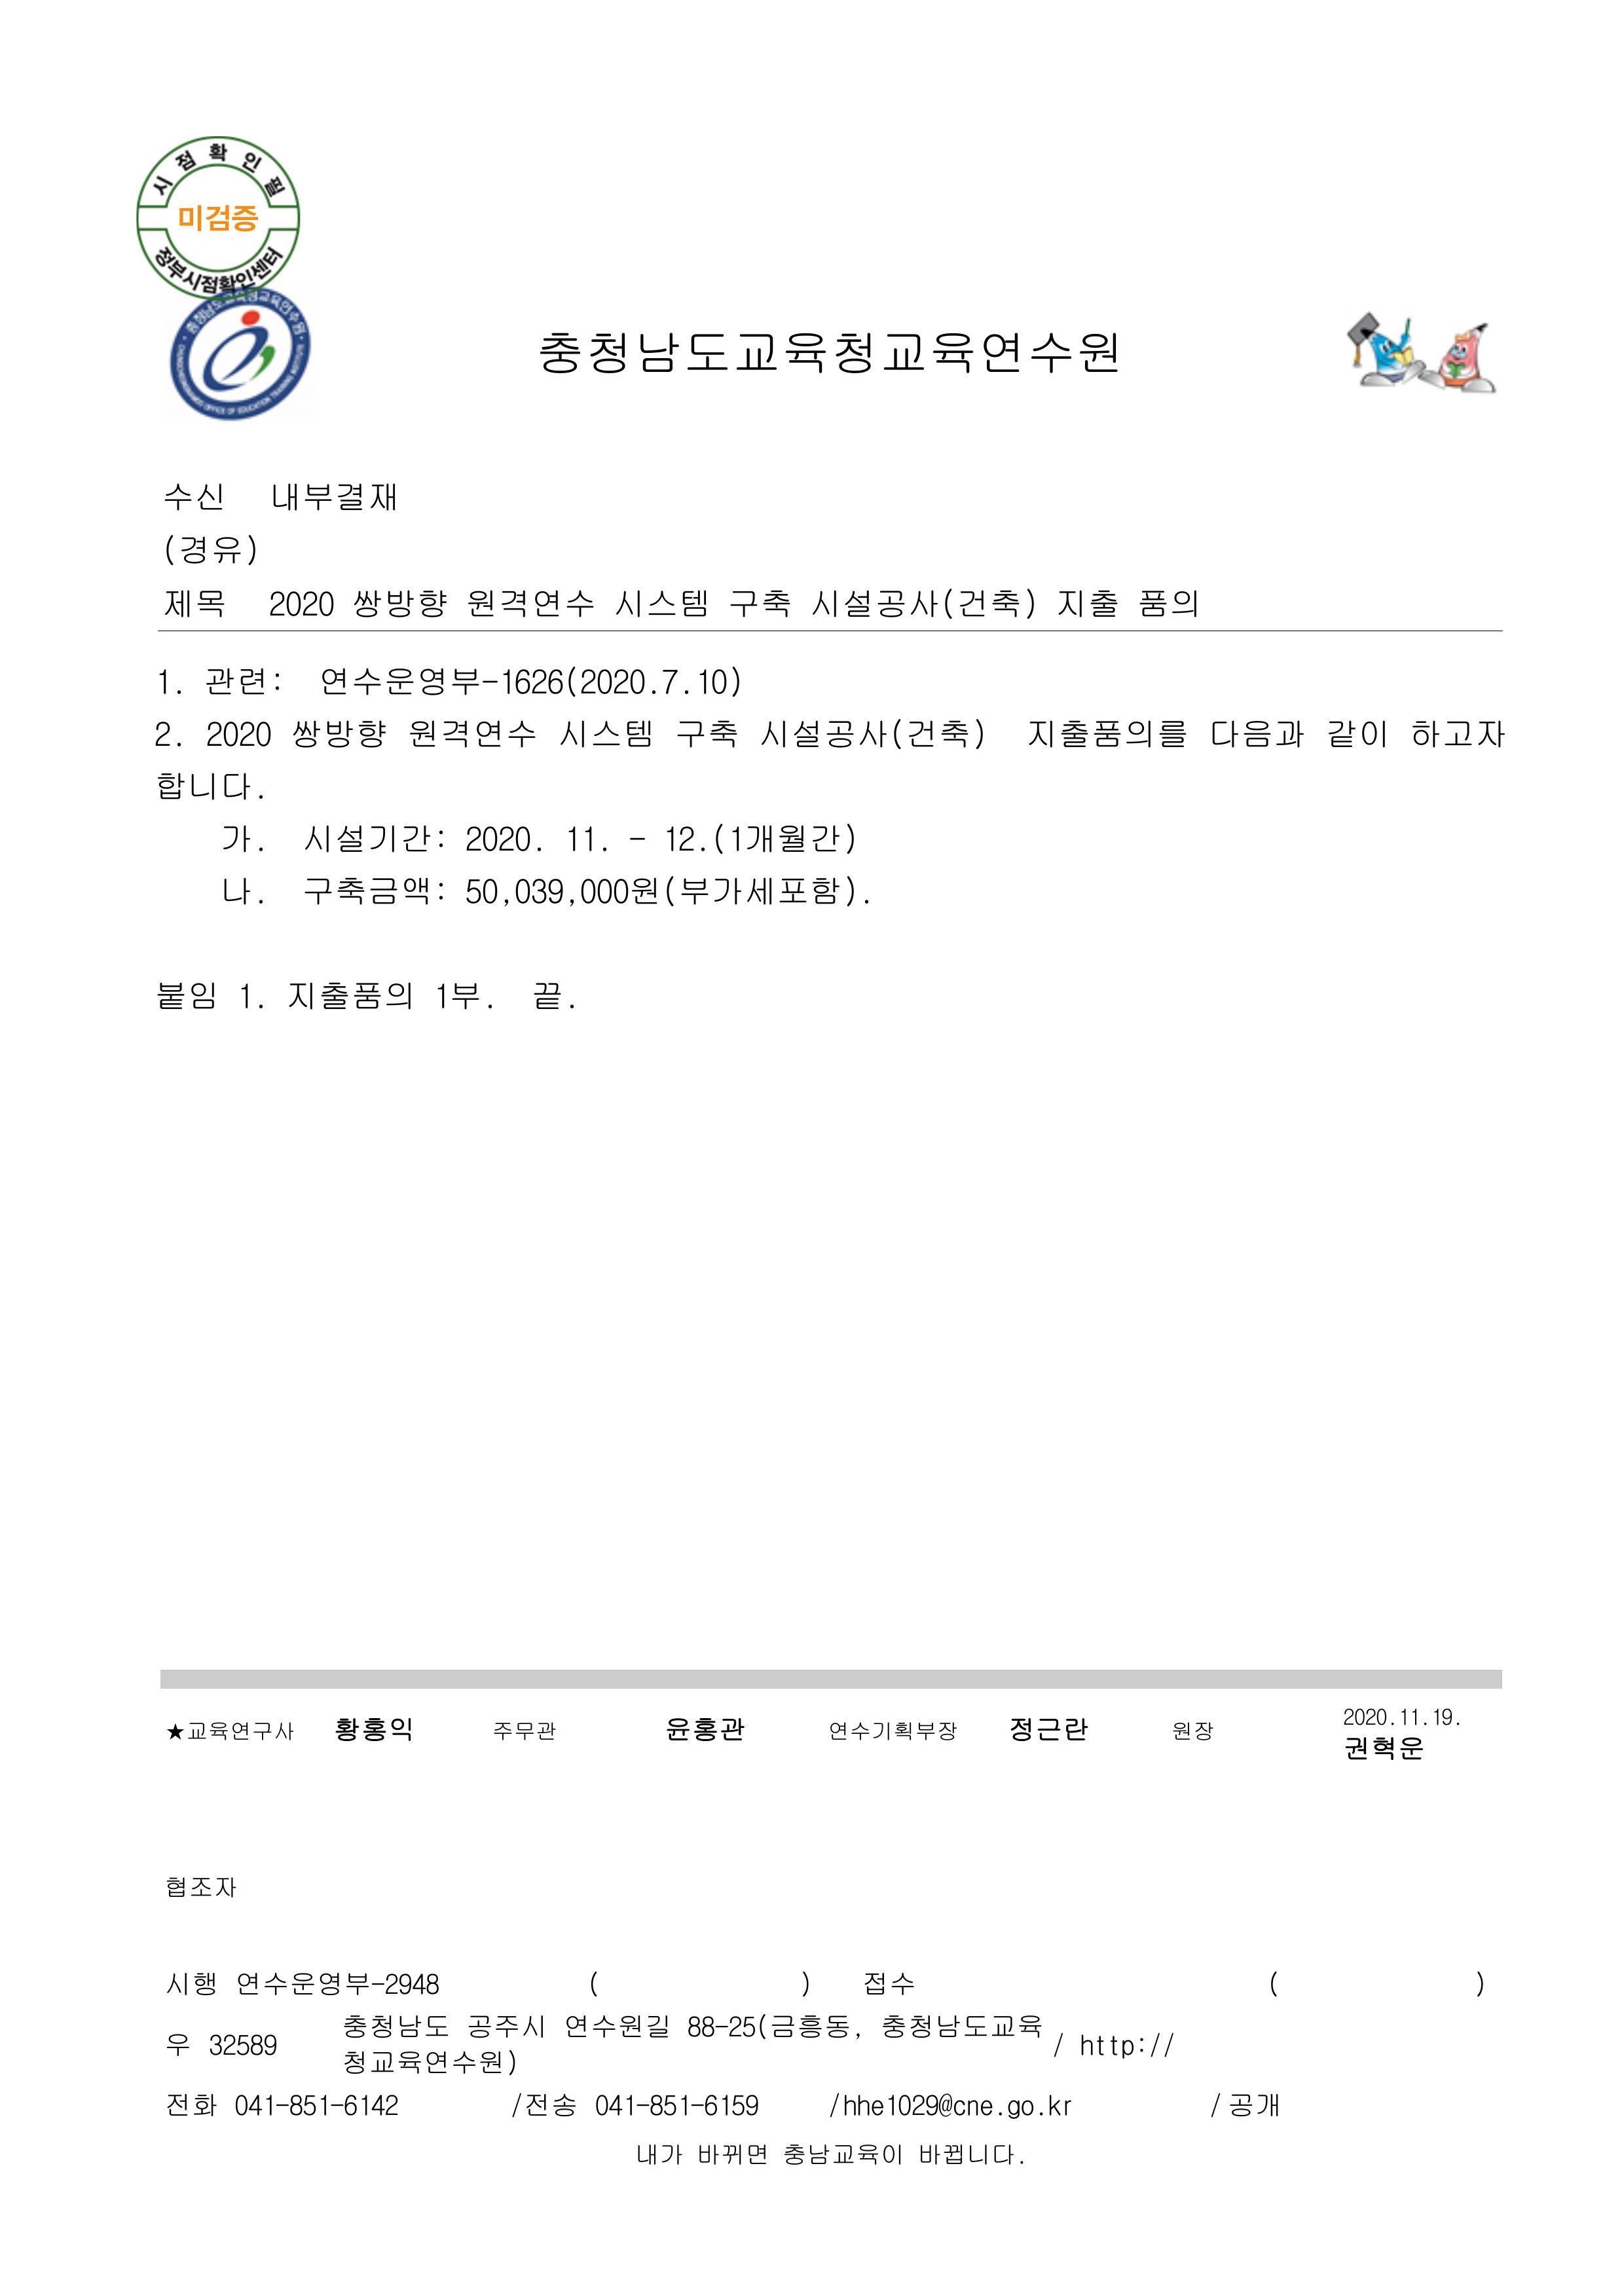 시점확인필
미검증
정부시점확인센터
충청남도교육청교육연수원
충청남도교육청교육연수원
수신 내부결재
(경유)
제목 2020 쌍방향 원격연수 시스템 구축 시설공사(건축) 지출 품의
1. 관련: 연수운영부-1626(2020.7.10)
2. 2020 쌍방향 원격연수 시스템 구축 시설공사(건축) 지출품의를 다음과 같이 하고자
합니다.
가. 시설기간: 2020. 11. - 12.(1개월간)
나. 구축금액: 50,039,000원(부가세포함).
붙임 1. 지출품의 1부. 끝.
★교육연구사 황홍익 주무관 윤홍관 연수기획부장 정근란 원장 2020.11.19.
권혁운
협조자
시행 연수운영부-2948 ( ) 접수 ( )
우 32589 충청남도 공주시 연수원길 88-25(금흥동, 충청남도교육
청교육연수원) / http://
전화 041-851-6142 /전송 041-851-6159 /hhe1029@cne.go.kr / 공개
내가 바뀌면 충남교육이 바뀝니다.